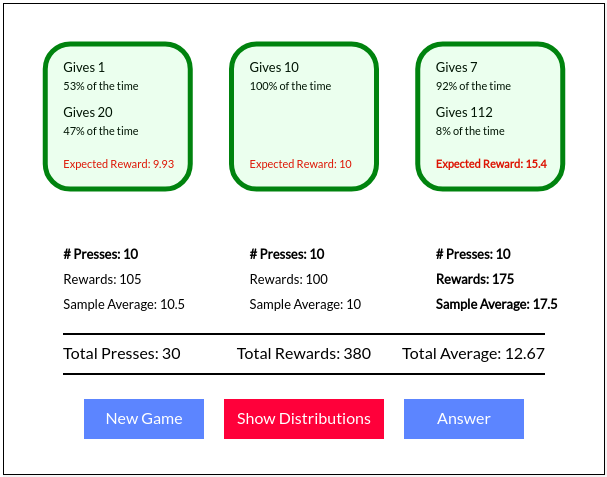 Gives 1
53% of the time
Gives 20
47% of the time
Expected Reward: 9.93
Gives 10
100% of the time
Expected Reward: 10
Gives 7
92% of the time
Gives 112
8% of the time
Expected Reward: 15.4
# Presses: 10
Rewards: 105
Sample Average: 10.5
# Presses: 10
Rewards: 100
Sample Average: 10
# Presses: 10
Rewards: 175
Sample Average: 17.5
Total Presses: 30 Total Rewards: 380 Total Average: 12.67
New Game Show Distributions Answer